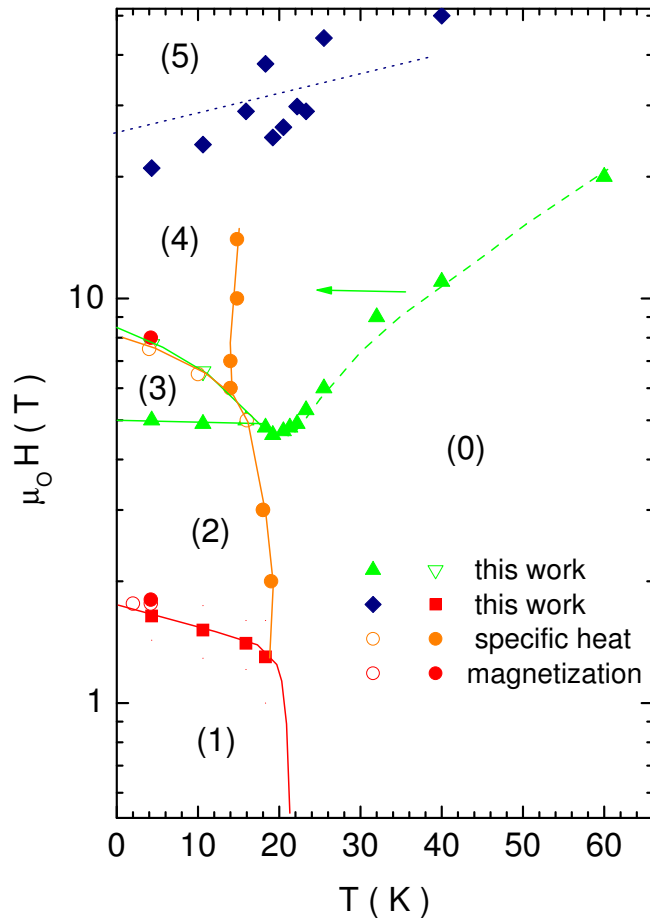 (5)
(4)
10
(3)
(0)
μ_O H ( T )
(2)
this work
this work
specific heat
magnetization
1
(1)
0 10 20 30 40 50 60
T ( K )